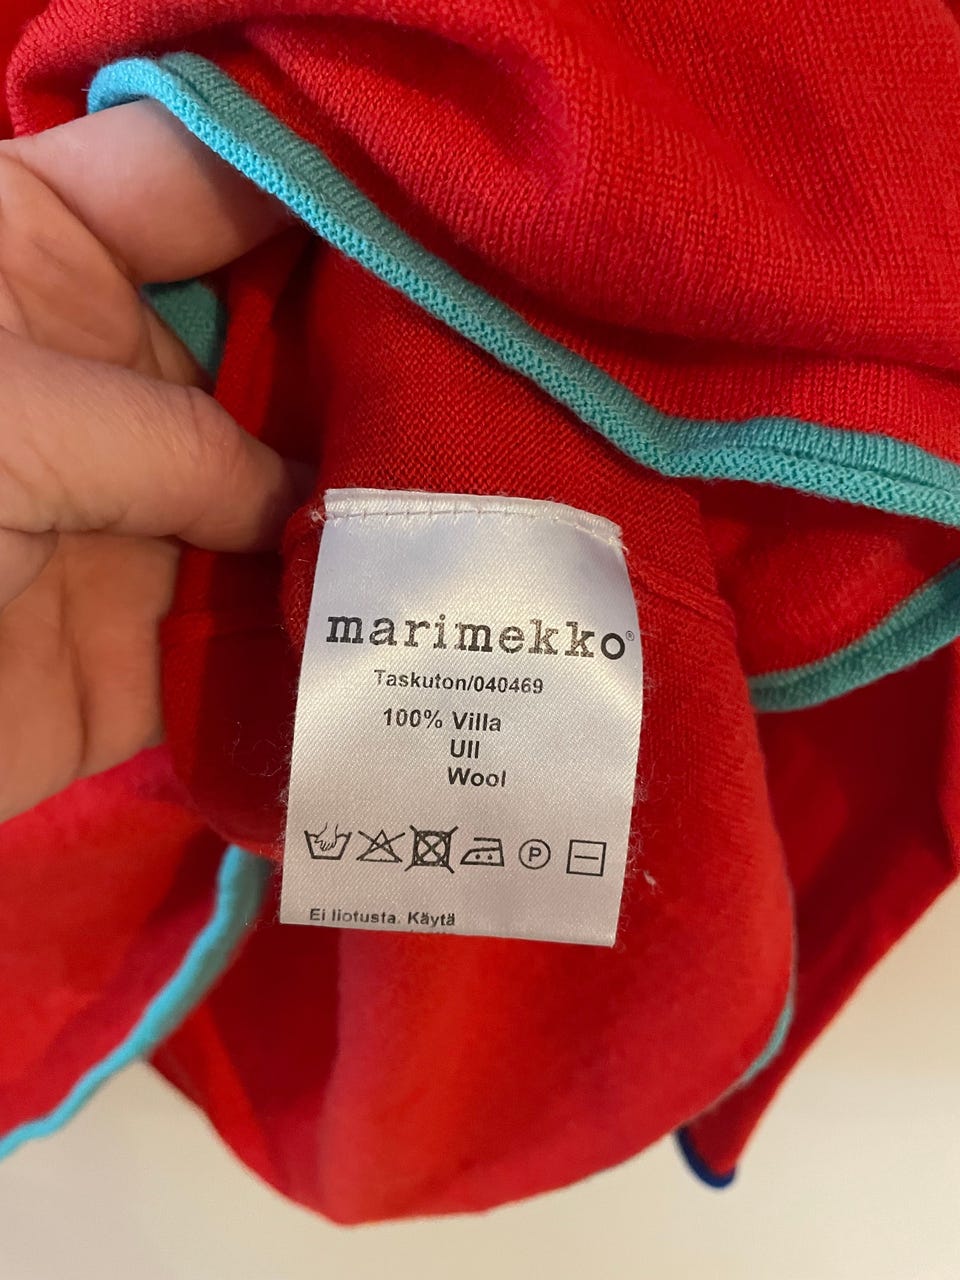 marimekko®
Taskuton/040469
100% Villa
Ull
Wool
P
Ei liotusta. Käytä